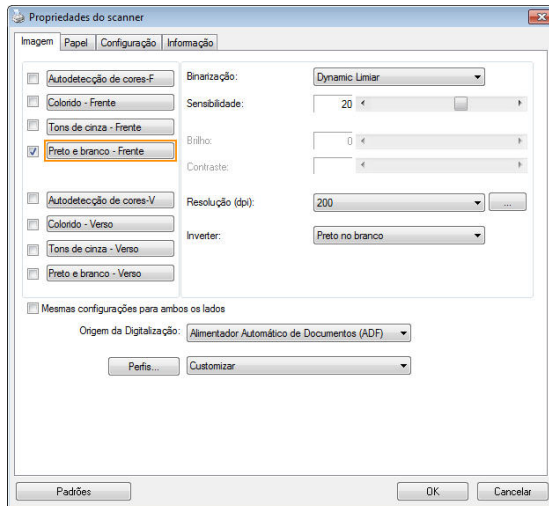 Propriedades do scanner
Imagem Papel Configuração Informação
Autodetecção de cores-F Binarização: Dynamic Limiar
Colorido - Frente Sensibilidade: 20
Tons de cinza - Frente
Preto e branco - Frente Brilho: 0
Contraste:
Autodetecção de cores-V Resolução (dpi): 200 ...
Colorido - Verso Inverter: Preto no branco
Tons de cinza - Verso
Preto e branco - Verso
Mesmas configurações para ambos os lados
Origem da Digitalização: Alimentador Automático de Documentos (ADF)
Perfis... Customizar
Padrões OK Cancelar